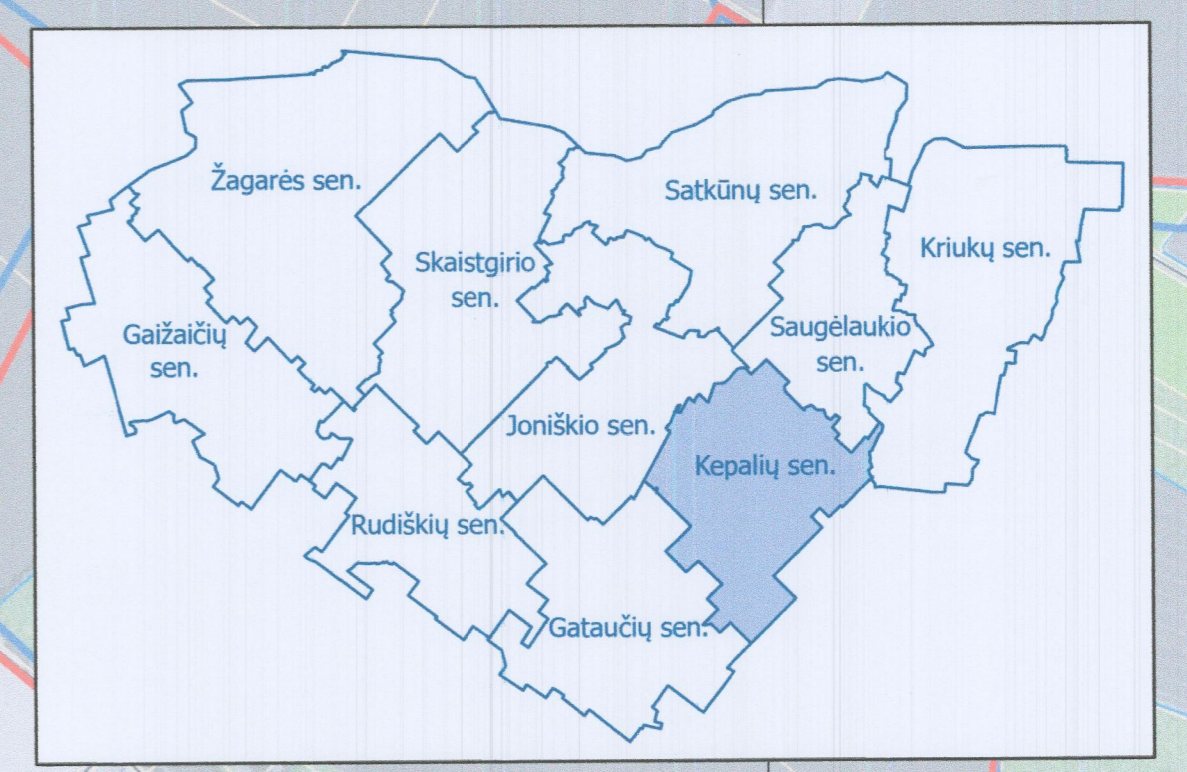 Žagarės sen.
Satkūnų sen.
Kriukų sen.
Skaistgirio
sen.
Gaižaičių
sen.
Saugėlaukio
sen.
Joniškio sen.
Kepalių sen.
Rudiškių sen.
Gataučių sen.